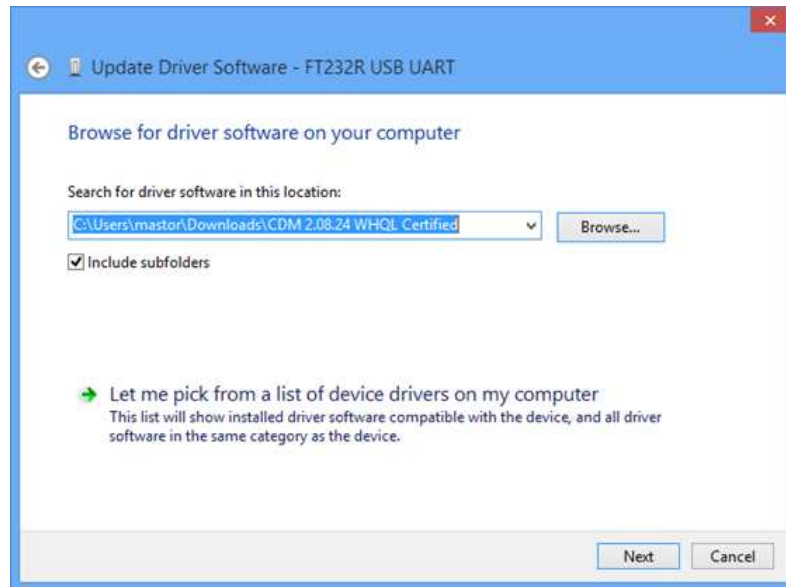 Update Driver Software - FT232R USB UART
Browse for driver software on your computer
Search for driver software in this location:
C:\Users\mastor\Downloads\CDM 2.08.24 WHQL Certified
Browse...
Include subfolders
Let me pick from a list of device drivers on my computer
This list will show installed driver software compatible with the device, and all driver
software in the same category as the device.
Next
Cancel